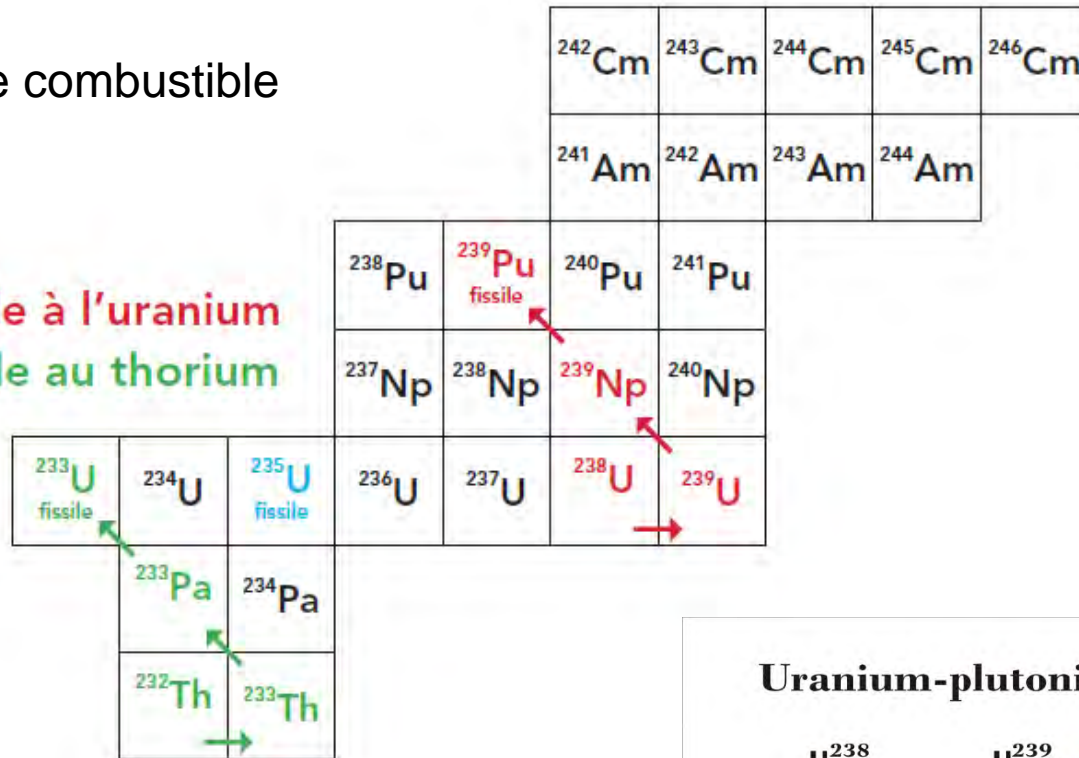 e combustible
²⁴²Cm ²⁴³Cm ²⁴⁴Cm ²⁴⁵Cm ²⁴⁶Cm
²⁴¹Am ²⁴²Am ²⁴³Am ²⁴⁴Am
²³⁸Pu ²³⁹Pu ²⁴⁰Pu ²⁴¹Pu
fissile
e à l'uranium
le au thorium
²³⁷Np ²³⁸Np ²³⁹Np ²⁴⁰Np
²³³U ²³⁴U ²³⁵U ²³⁶U ²³⁷U ²³⁸U ²³⁹U
fissile fissile
²³³Pa ²³⁴Pa
²³²Th ²³³Th
Uranium-plutoni
U²³⁸ U²³⁹